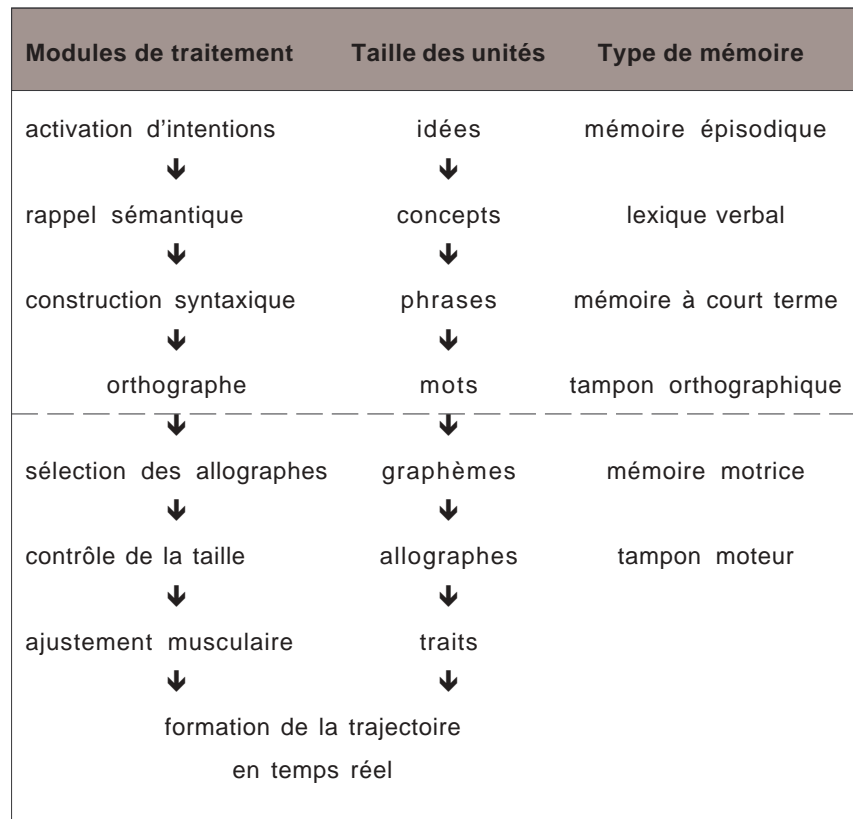 Modules de traitement Taille des unités Type de mémoire
activation d'intentions idées mémoire épisodique
rappel sémantique concepts lexique verbal
construction syntaxique phrases mémoire à court terme
orthographe mots tampon orthographique
sélection des allographes graphèmes mémoire motrice
contrôle de la taille allographes tampon moteur
ajustement musculaire traits
formation de la trajectoire
en temps réel